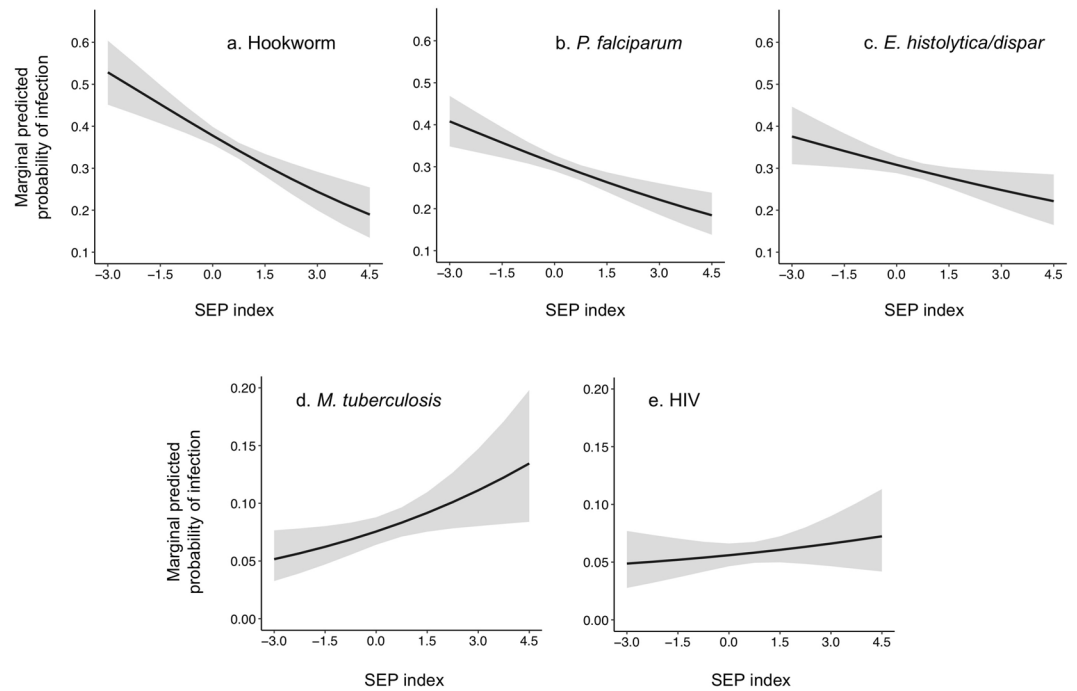 a. Hookworm
b. P. falciparum
c. E. histolytica/dispar
Marginal predicted
probability of infection
0.6
0.5
0.4
0.3
0.2
0.1
−3.0 −1.5 0.0 1.5 3.0 4.5
SEP index
0.6
0.5
0.4
0.3
0.2
0.1
−3.0 −1.5 0.0 1.5 3.0 4.5
SEP index
0.6
0.5
0.4
0.3
0.2
0.1
−3.0 −1.5 0.0 1.5 3.0 4.5
SEP index
d. M. tuberculosis
e. HIV
Marginal predicted
probability of infection
0.20
0.15
0.10
0.05
0.00
−3.0 −1.5 0.0 1.5 3.0 4.5
SEP index
0.20
0.15
0.10
0.05
0.00
−3.0 −1.5 0.0 1.5 3.0 4.5
SEP index